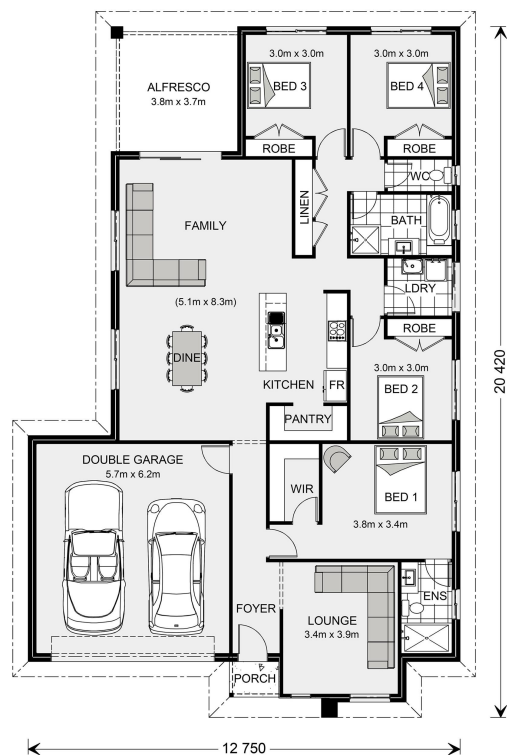 3.0m x 3.0m
BED 3
3.0m x 3.0m
BED 4
ALFRESCO
3.8m x 3.7m
ROBE
ROBE
WC
LINEN
BATH
FAMILY
LDRY
(5.1m x 8.3m)
ROBE
DINE
3.0m x 3.0m
BED 2
KITCHEN
FR
PANTRY
DOUBLE GARAGE
5.7m x 6.2m
WIR
BED 1
3.8m x 3.4m
ENS
FOYER
LOUNGE
3.4m x 3.9m
PORCH
20 420
12 750